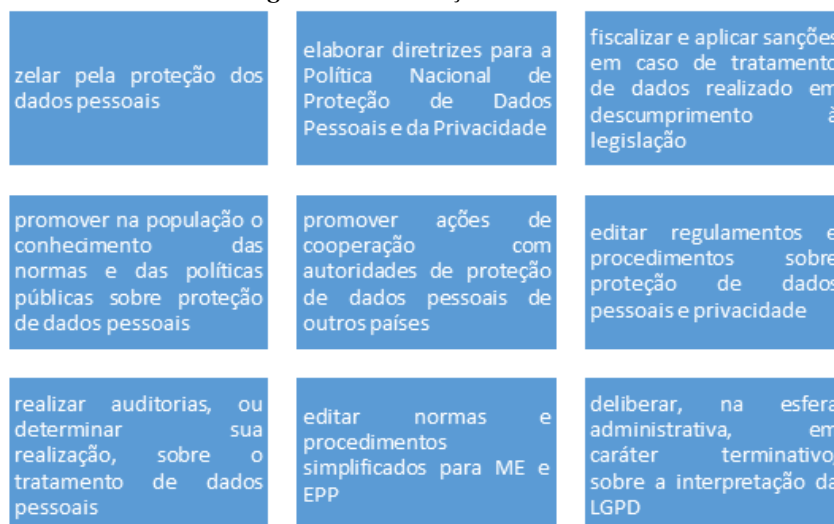 zelar pela proteção dos
dados pessoais
elaborar diretrizes para a
Política Nacional de
Proteção de Dados
Pessoais e da Privacidade
fiscalizar e aplicar sanções
em caso de tratamento
de dados realizado em
descumprimento à
legislação
promover na população o
conhecimento das
normas e das políticas
públicas sobre proteção
de dados pessoais
promover ações de
cooperação com
autoridades de proteção
de dados pessoais de
outros países
editar regulamentos e
procedimentos sobre
proteção de dados
pessoais e privacidade
realizar auditorias, ou
determinar sua
realização, sobre o
tratamento de dados
pessoais
editar normas e
procedimentos
simplificados para ME e
EPP
deliberar, na esfera
administrativa, em
caráter terminativo,
sobre a interpretação da
LGPD